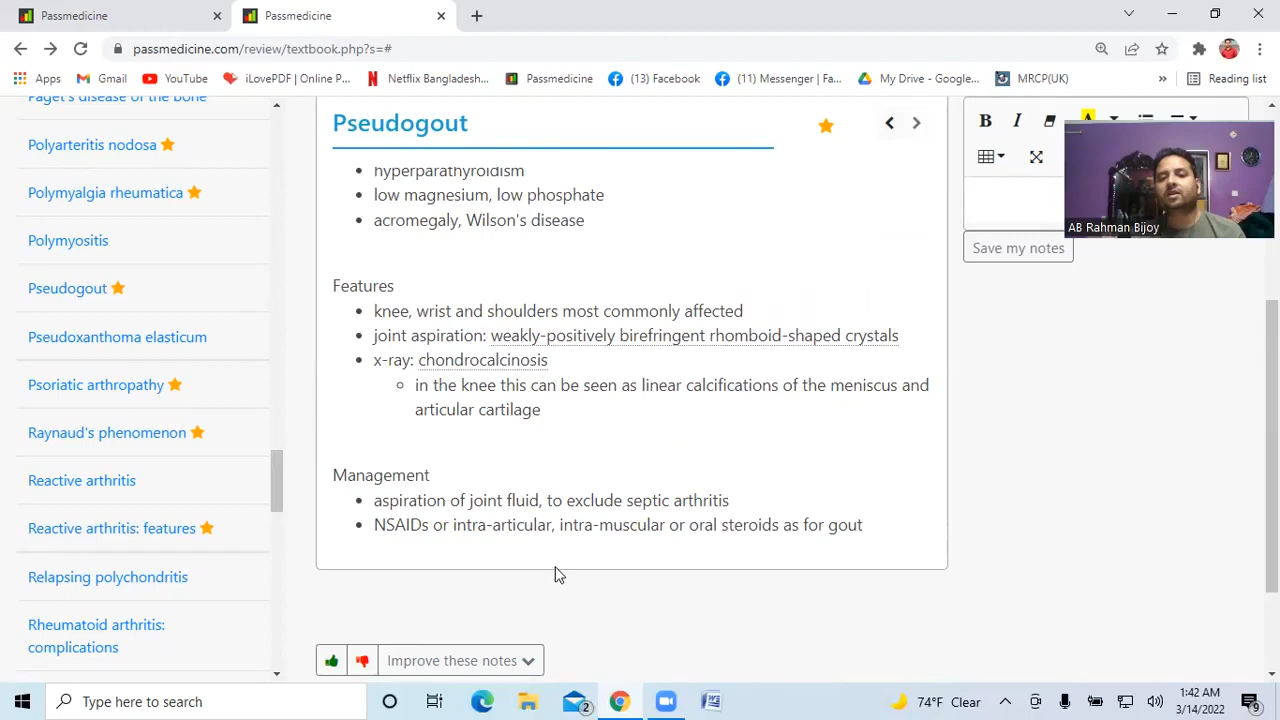 Passmedicine
Passmedicine
passmedicine.com/review/textbook.php?s=#
Apps
Gmail
YouTube
iLovePDF | Online P...
Netflix Bangladesh...
Passmedicine
(13) Facebook
(11) Messenger | Fa...
My Drive - Google...
MRCP(UK)
»
Reading list
Paget's disease of the bone
Polyarteritis nodosa
Polymyalgia rheumatica
Polymyositis
Pseudogout
Pseudoxanthoma elasticum
Psoriatic arthropathy
Raynaud's phenomenon
Reactive arthritis
Reactive arthritis: features
Relapsing polychondritis
Rheumatoid arthritis:
complications
Pseudogout
hyperparathyroidism
low magnesium, low phosphate
acromegaly, Wilson's disease
Features
knee, wrist and shoulders most commonly affected
joint aspiration: weakly-positively birefringent rhomboid-shaped crystals
x-ray: chondrocalcinosis
in the knee this can be seen as linear calcifications of the meniscus and
articular cartilage
Management
aspiration of joint fluid, to exclude septic arthritis
NSAIDs or intra-articular, intra-muscular or oral steroids as for gout
Improve these notes
B I A
AB Rahman Bijoy
Save my notes
Type here to search
2
74°F Clear
1:42 AM
3/14/2022
9